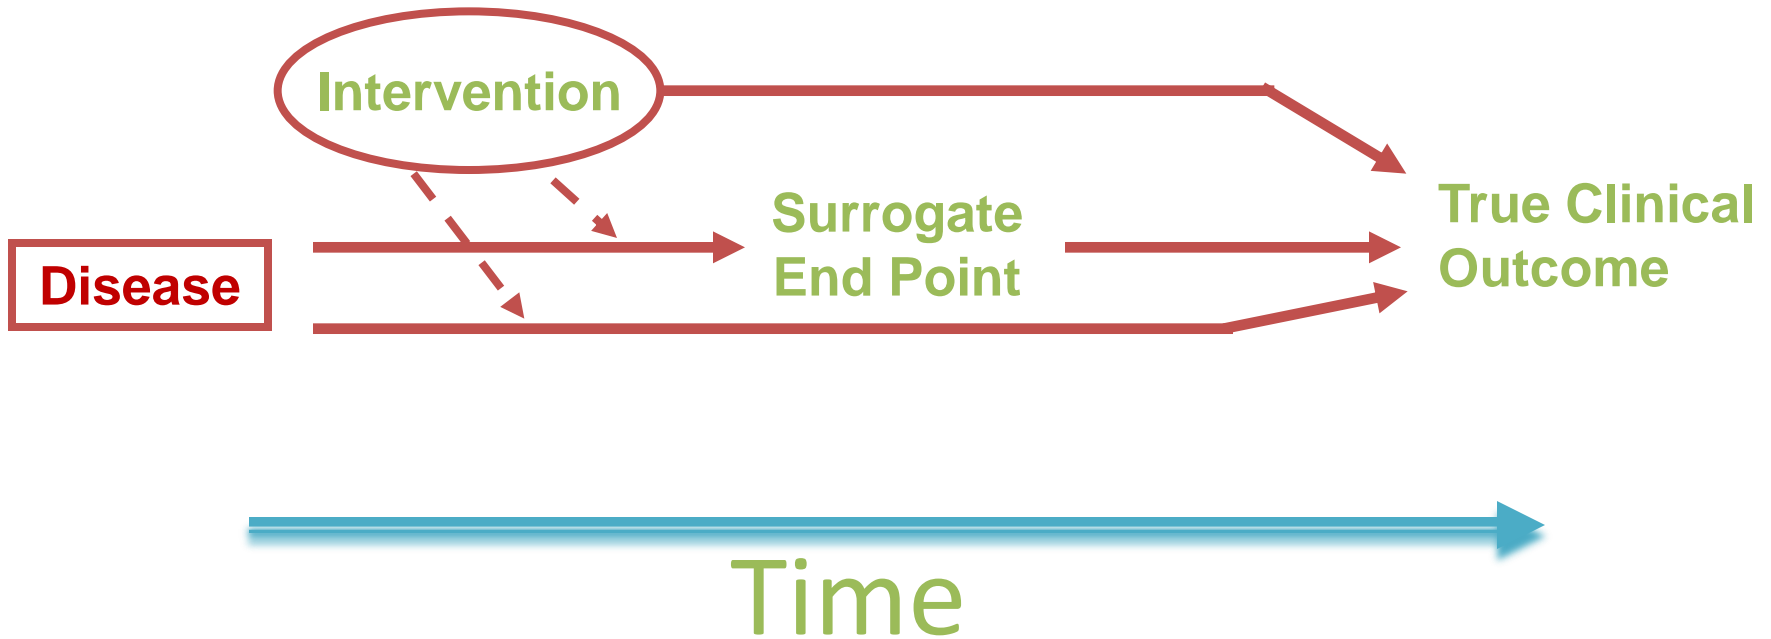 Intervention
Surrogate
End Point
True Clinical
Outcome
Disease
Time